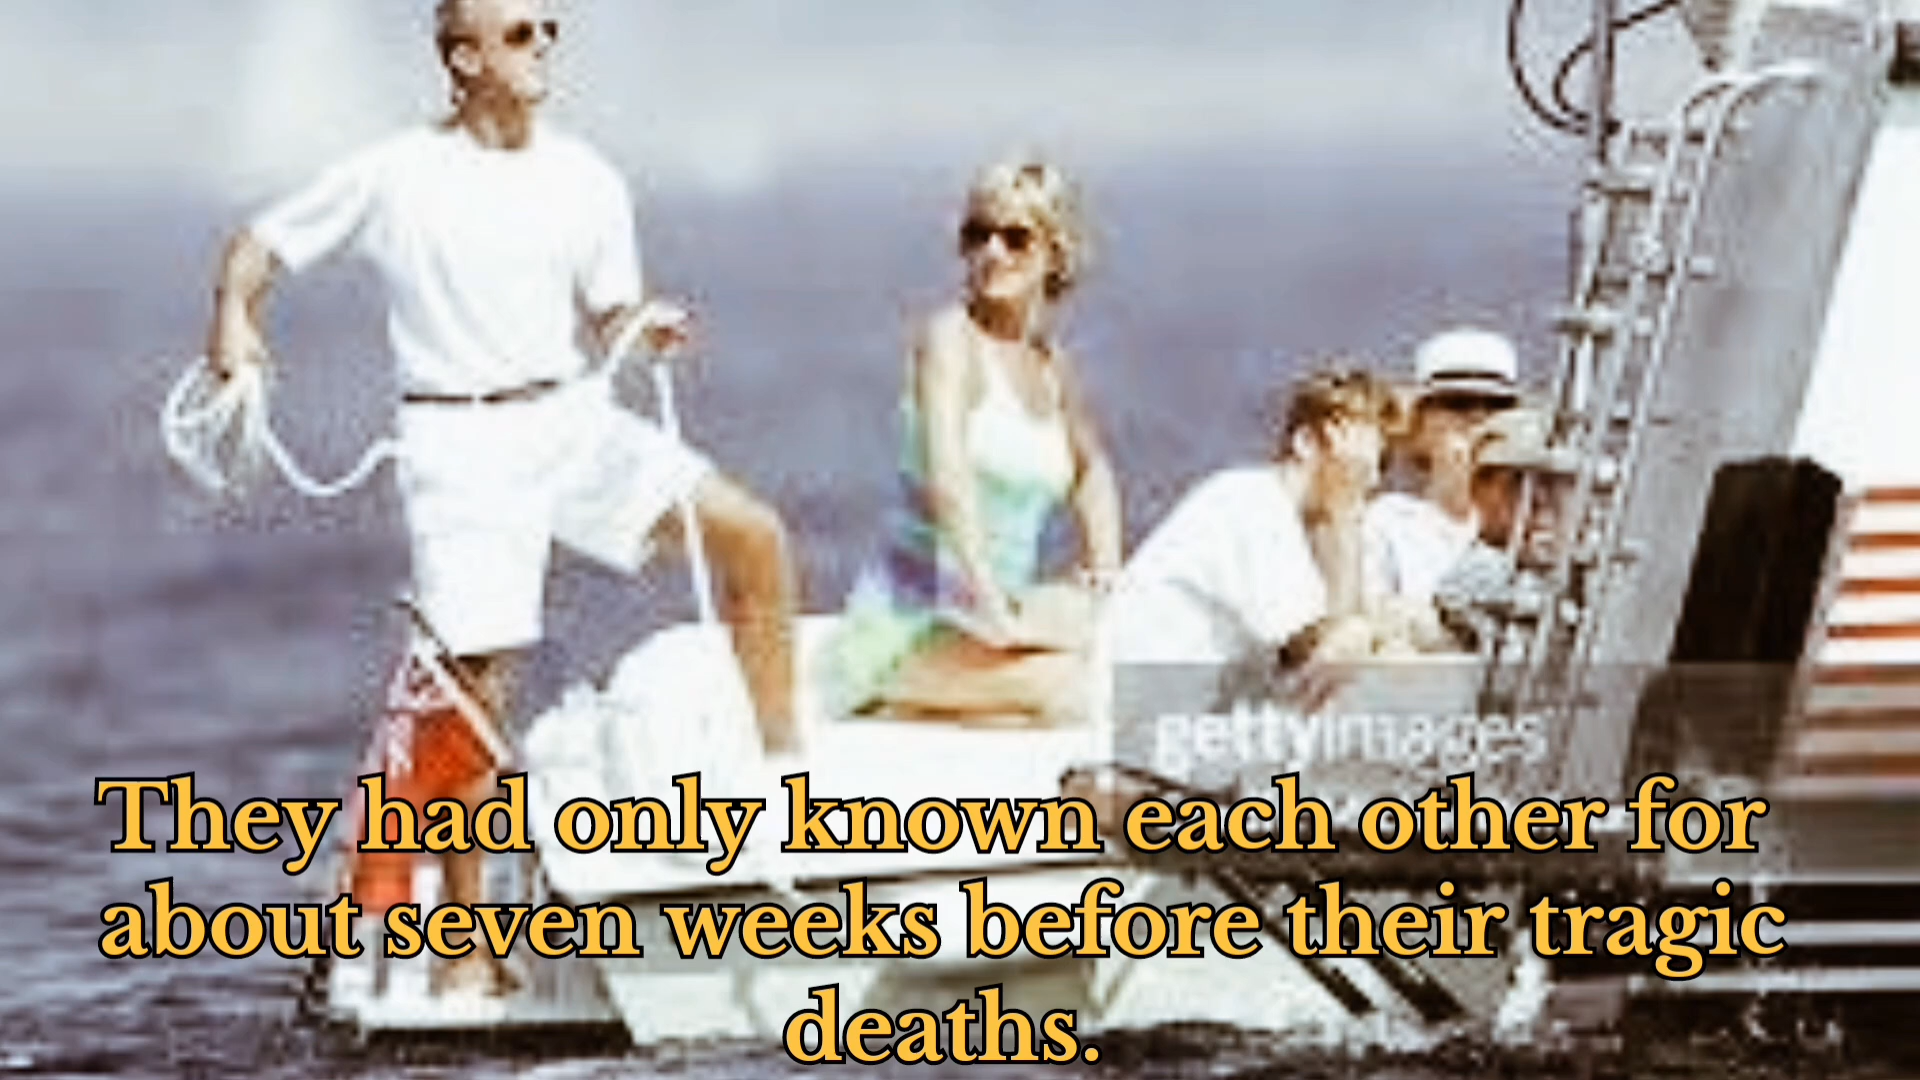 gettyimages
They had only known each other for
about seven weeks before their tragic
deaths.